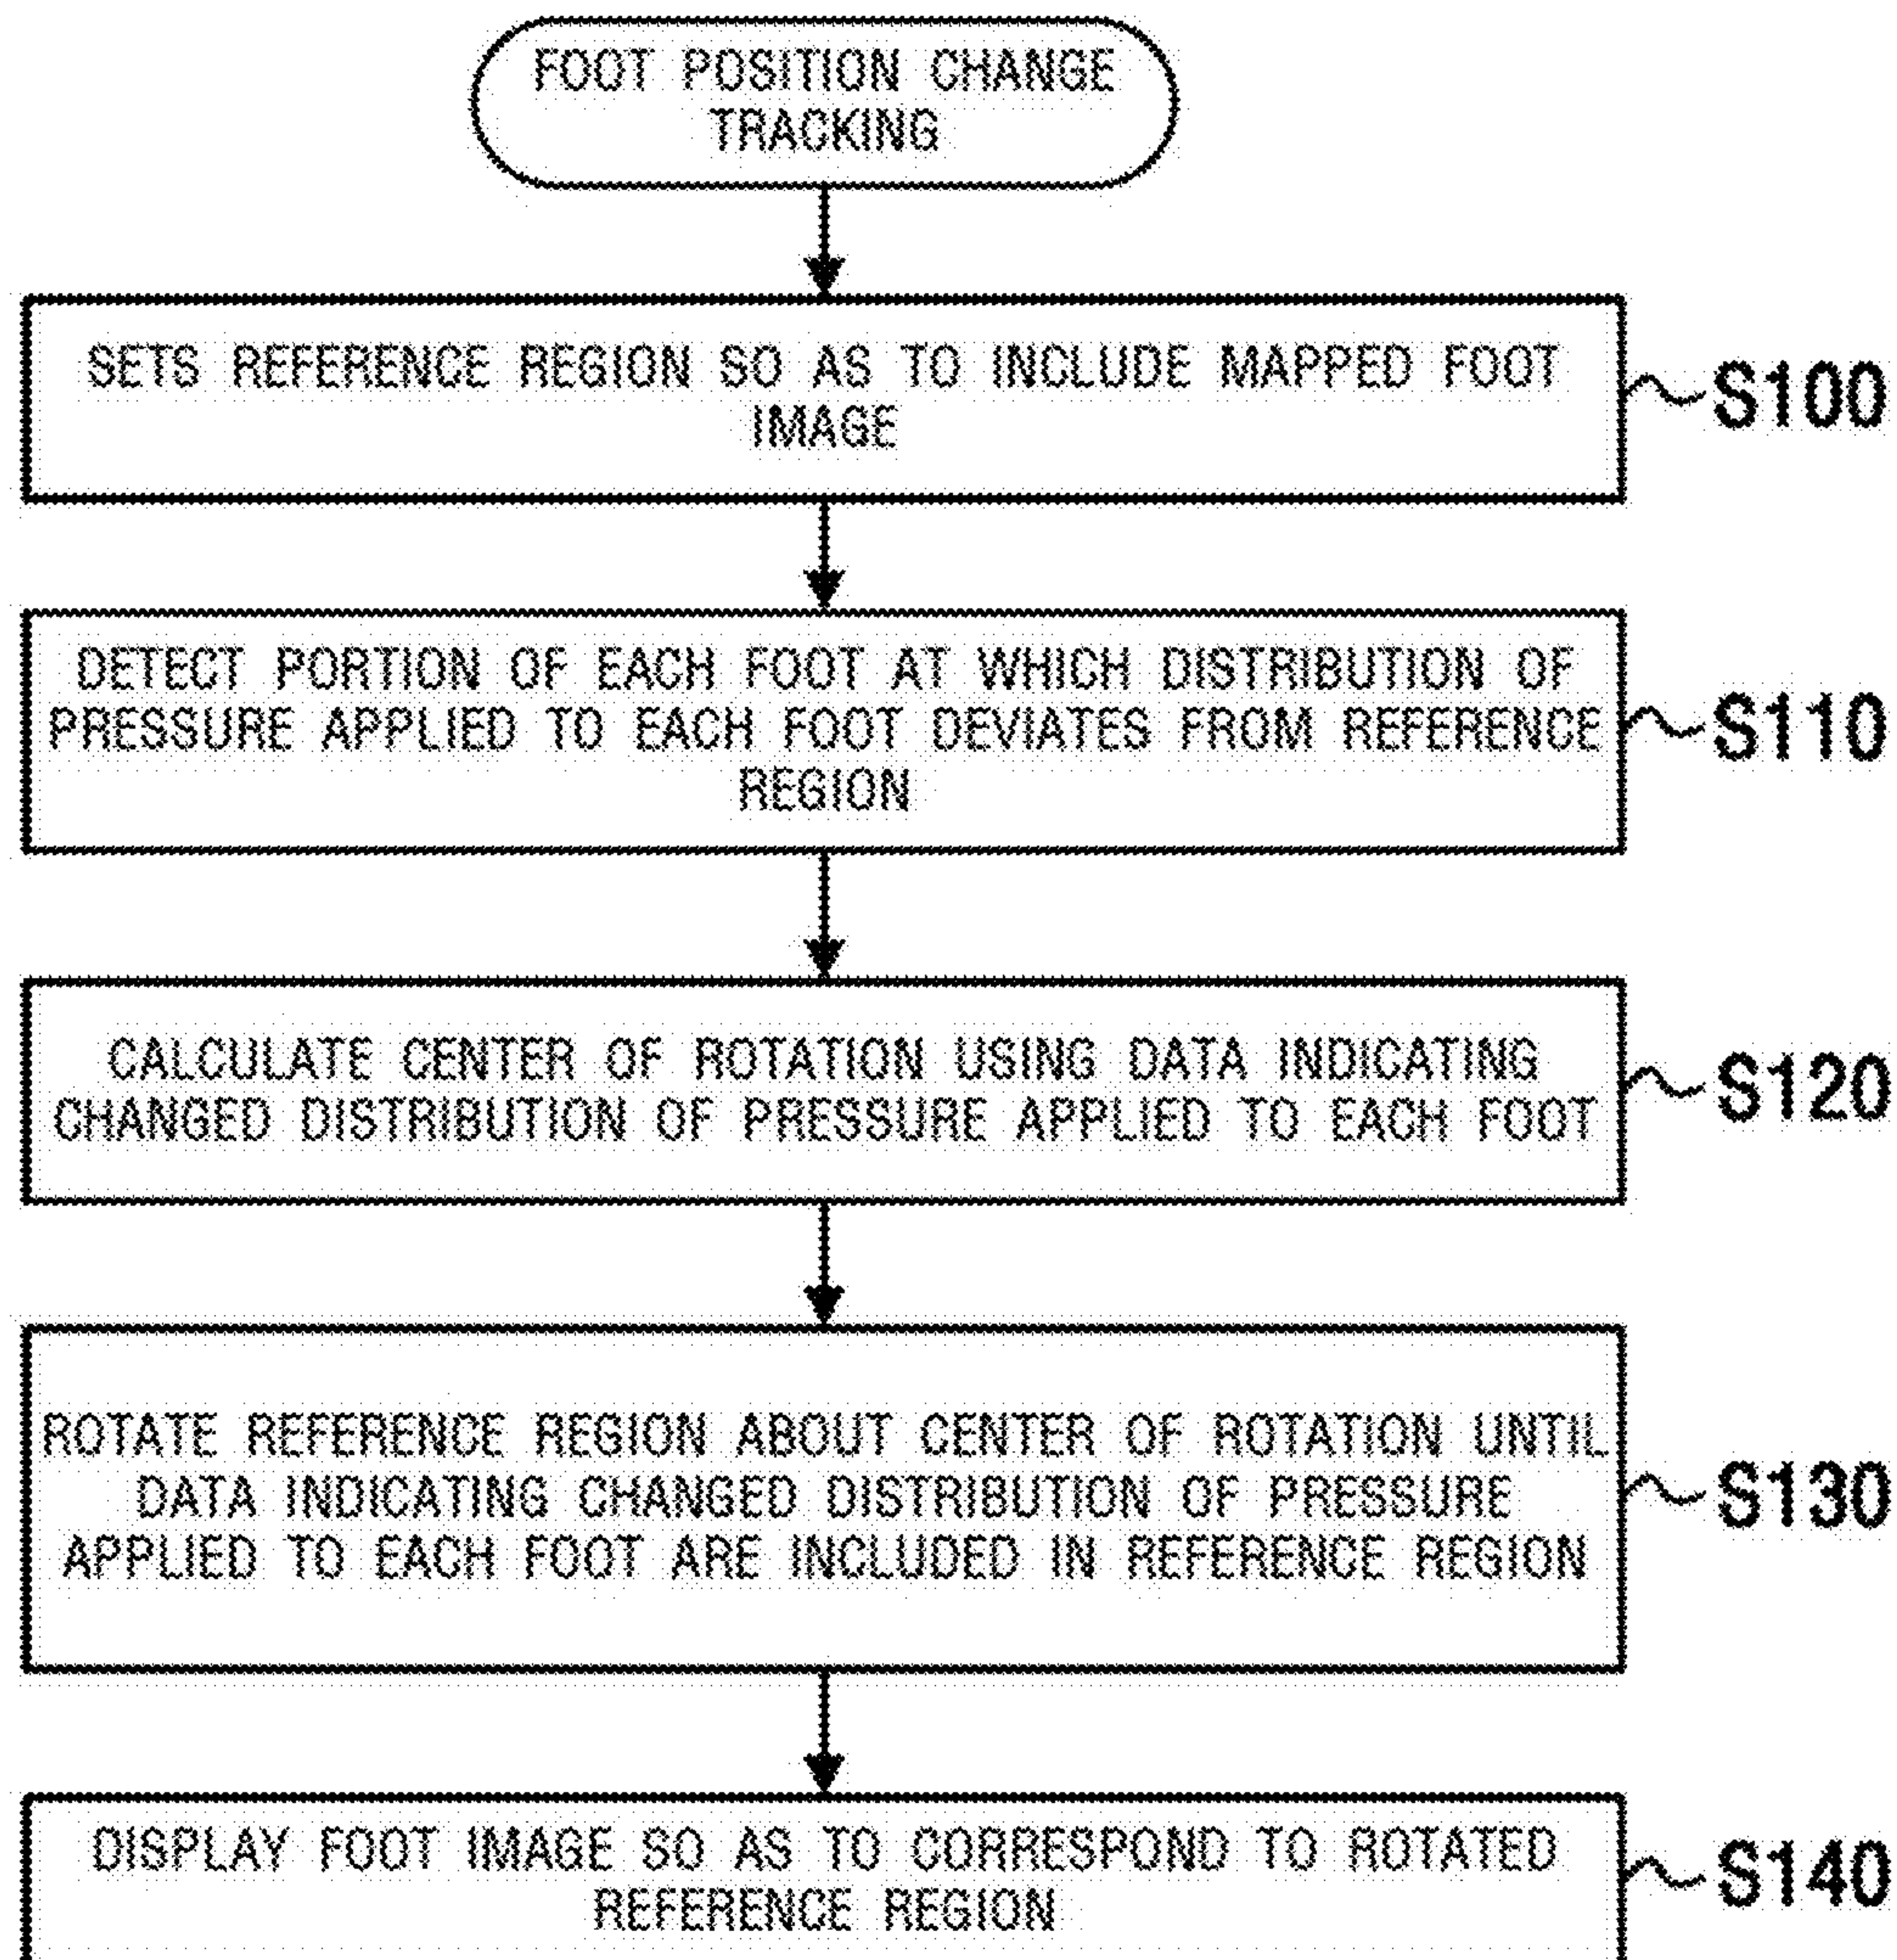 FOOT POSITION CHANGE
TRACKING
SETS REFERENCE REGION SO AS TO INCLUDE MAPPED FOOT
IMAGE
S100
DETECT PORTION OF EACH FOOT AT WHICH DISTRIBUTION OF
PRESSURE APPLIED TO EACH FOOT DEVIATES FROM REFERENCE
REGION
S110
CALCULATE CENTER OF ROTATION USING DATA INDICATING
CHANGED DISTRIBUTION OF PRESSURE APPLIED TO EACH FOOT
S120
ROTATE REFERENCE REGION ABOUT CENTER OF ROTATION UNTIL
DATA INDICATING CHANGED DISTRIBUTION OF PRESSURE
APPLIED TO EACH FOOT ARE INCLUDED IN REFERENCE REGION
S130
DISPLAY FOOT IMAGE SO AS TO CORRESPOND TO ROTATED
REFERENCE REGION
S140